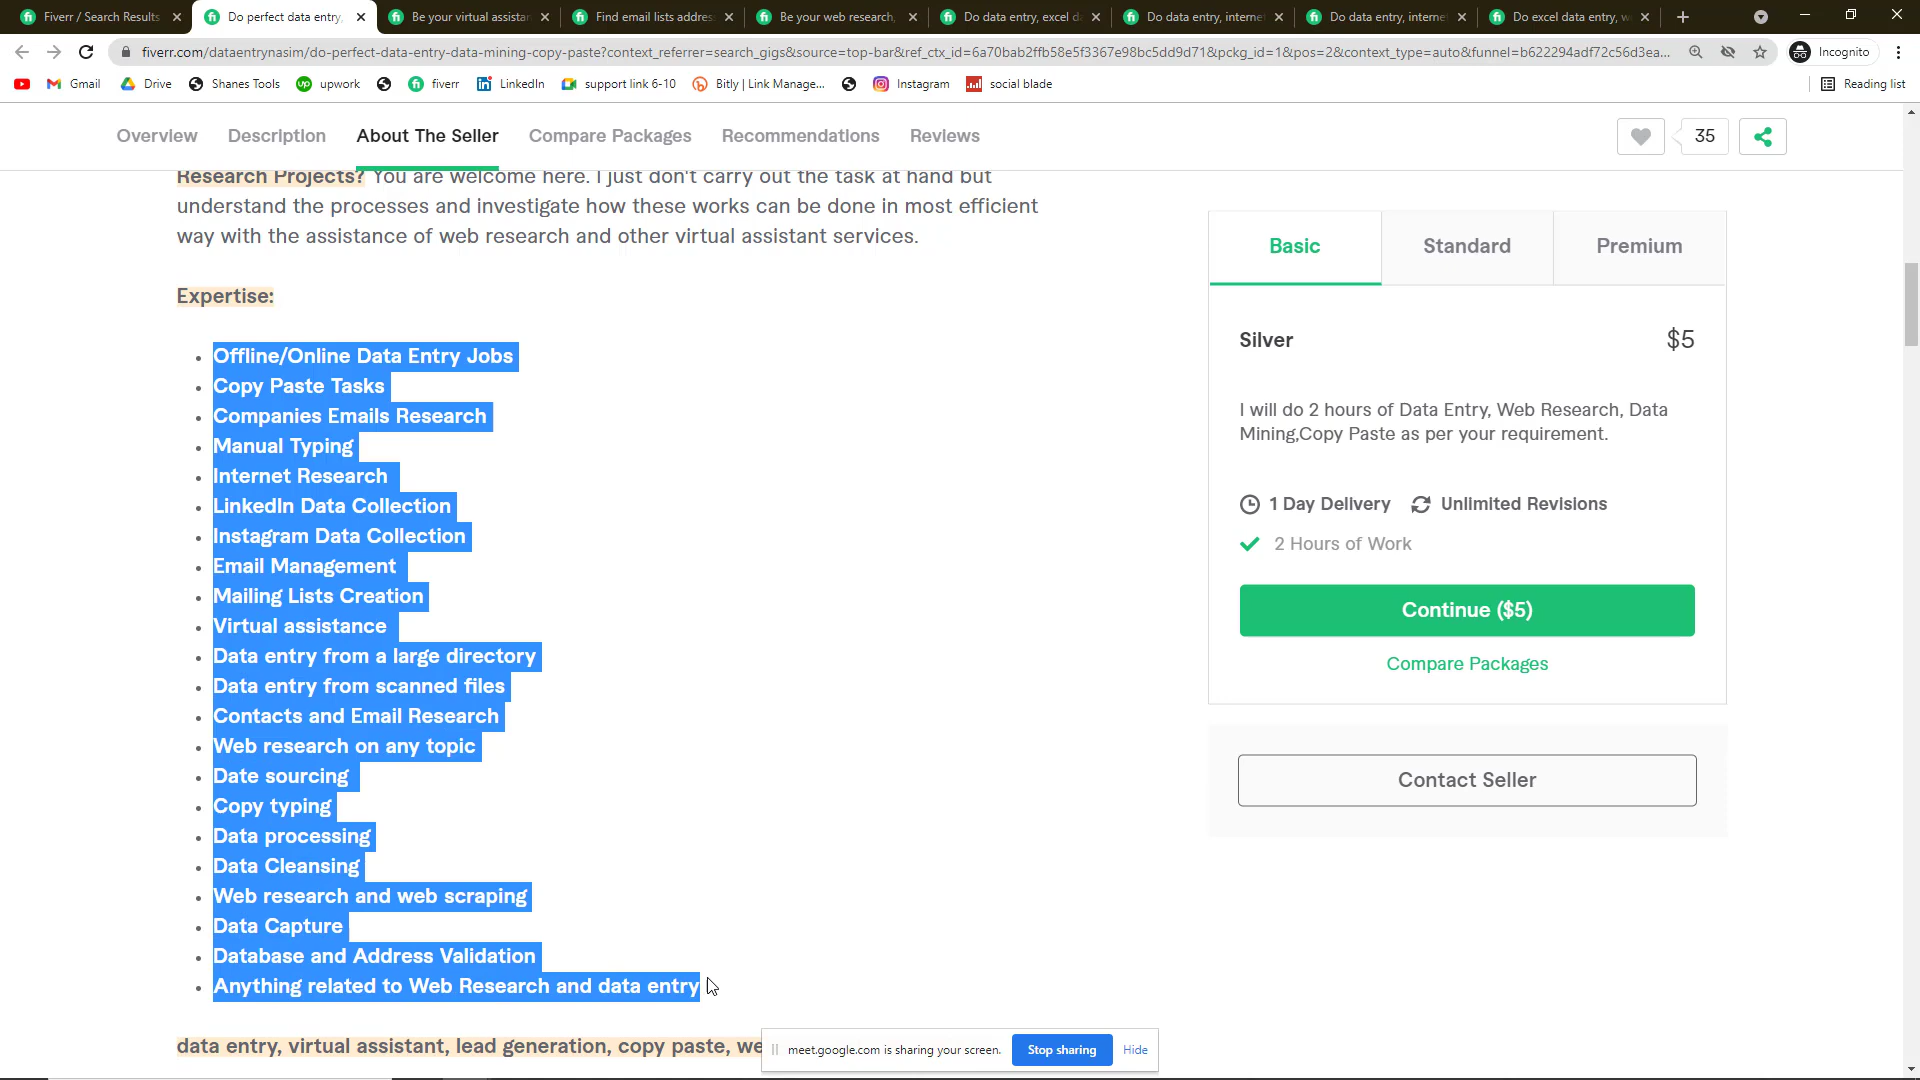 Fiverr / Search Results
Do perfect data entry,
Be your virtual assistan
Find email lists address
Be your web research,
Do data entry, excel da
Do data entry, internet
Do data entry, internet
Do excel data entry, w
fiverr.com/dataentrynasim/do-perfect-data-entry-data-mining-copy-paste?context_referrer=search_gigs&source=top-bar&ref_ctx_id=6a70bab2ffb58e5f3367e98bc5dd9d71&pckg_id=1&pos=2&context_type=auto&funnel=b622294adf72c56d3ea...
Incognito
Gmail
Drive
Shanes Tools
upwork
fiverr
LinkedIn
support link 6-10
Bitly | Link Manage...
Instagram
social blade
Reading list
Overview
Description
About The Seller
Compare Packages
Recommendations
Reviews
35
Research Projects? You are welcome here. I just don't carry out the task at hand but
understand the processes and investigate how these works can be done in most efficient
way with the assistance of web research and other virtual assistant services.
Expertise:
Offline/Online Data Entry Jobs
Copy Paste Tasks
Companies Emails Research
Manual Typing
Internet Research
LinkedIn Data Collection
Instagram Data Collection
Email Management
Mailing Lists Creation
Virtual assistance
Data entry from a large directory
Data entry from scanned files
Contacts and Email Research
Web research on any topic
Date sourcing
Copy typing
Data processing
Data Cleansing
Web research and web scraping
Data Capture
Database and Address Validation
Anything related to Web Research and data entry
data entry, virtual assistant, lead generation, copy paste, we
Basic
Standard
Premium
Silver
$5
I will do 2 hours of Data Entry, Web Research, Data
Mining,Copy Paste as per your requirement.
1 Day Delivery
Unlimited Revisions
2 Hours of Work
Continue ($5)
Compare Packages
Contact Seller
meet.google.com is sharing your screen.
Stop sharing
Hide